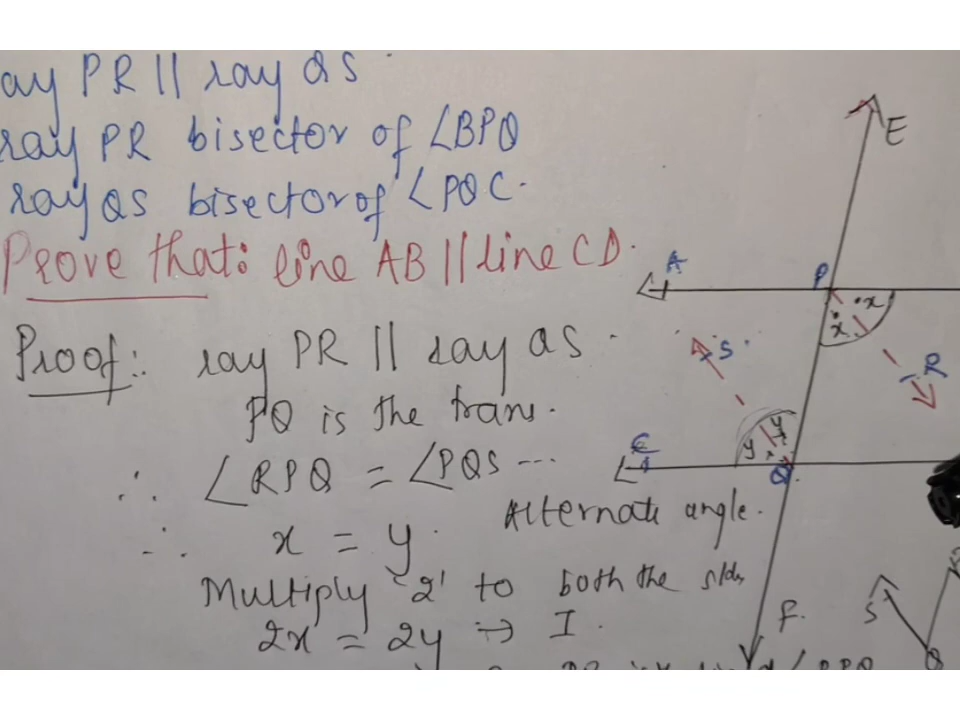 ay PR || ray QS
ray PR bisector of ∠BPQ
ray QS bisector of ∠PQC.
Prove that: line AB // line CD.
Proof:- ray PR || ray QS.
PQ is the trans.
∴ ∠RPQ = ∠PQS ---
Alternate angle.
∴ x = y.
Multiply '2' to both the sides
2x = 2y → I.
E
A
P
x
x
S
R
y
y
C
Q
F.
S
Q